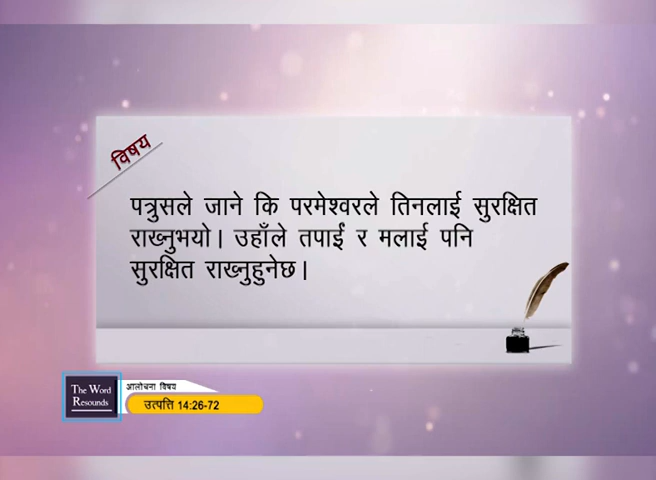 विषय
पत्रुसले जाने कि परमेश्वरले तिनलाई सुरक्षित
राख्नुभयो। उहाँले तपाईं र मलाई पनि
सुरक्षित राख्नुहुनेछ।
The Word
Resounds
आलोचना विषय
उत्पत्ति 14:26-72